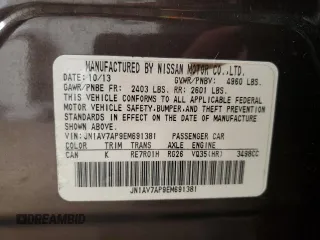 MANUFACTURED BY NISSAN MOTOR CO.,LTD.
DATE: 10/13 GVWR/PNBV: 4960 LBS.
GAWR/PNBE FR: 2403 LBS. RR: 2601 LBS.
THIS VEHICLE CONFORMS TO ALL APPLICABLE FEDERAL
MOTOR VEHICLE SAFETY, BUMPER, AND THEFT PREVENTION
STANDARDS IN EFFECT ON THE DATE OF MANUFACTURE
SHOWN ABOVE.
JN1AV7AP9EM691381 PASSENGER CAR
COLOR TRIM TRANS AXLE ENGINE
CAN K RE7R01H RG26 VQ35(HR) 3498CC
JN1AV7AP9EM691381
DREAMBID